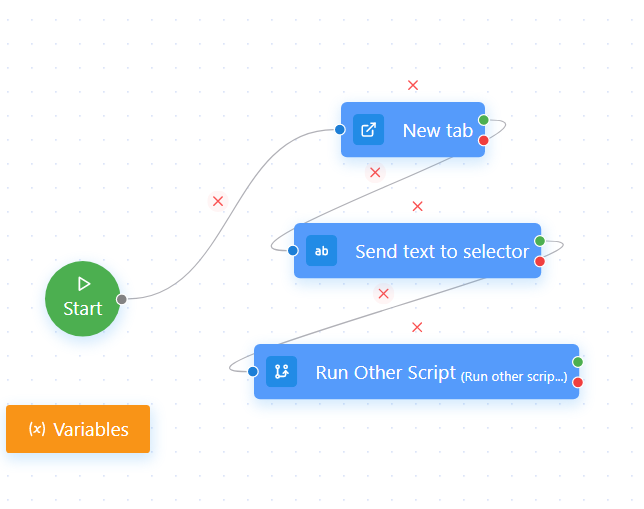 New tab
ab Send text to selector
Start
Run Other Script (Run other scrip...)
(x) Variables